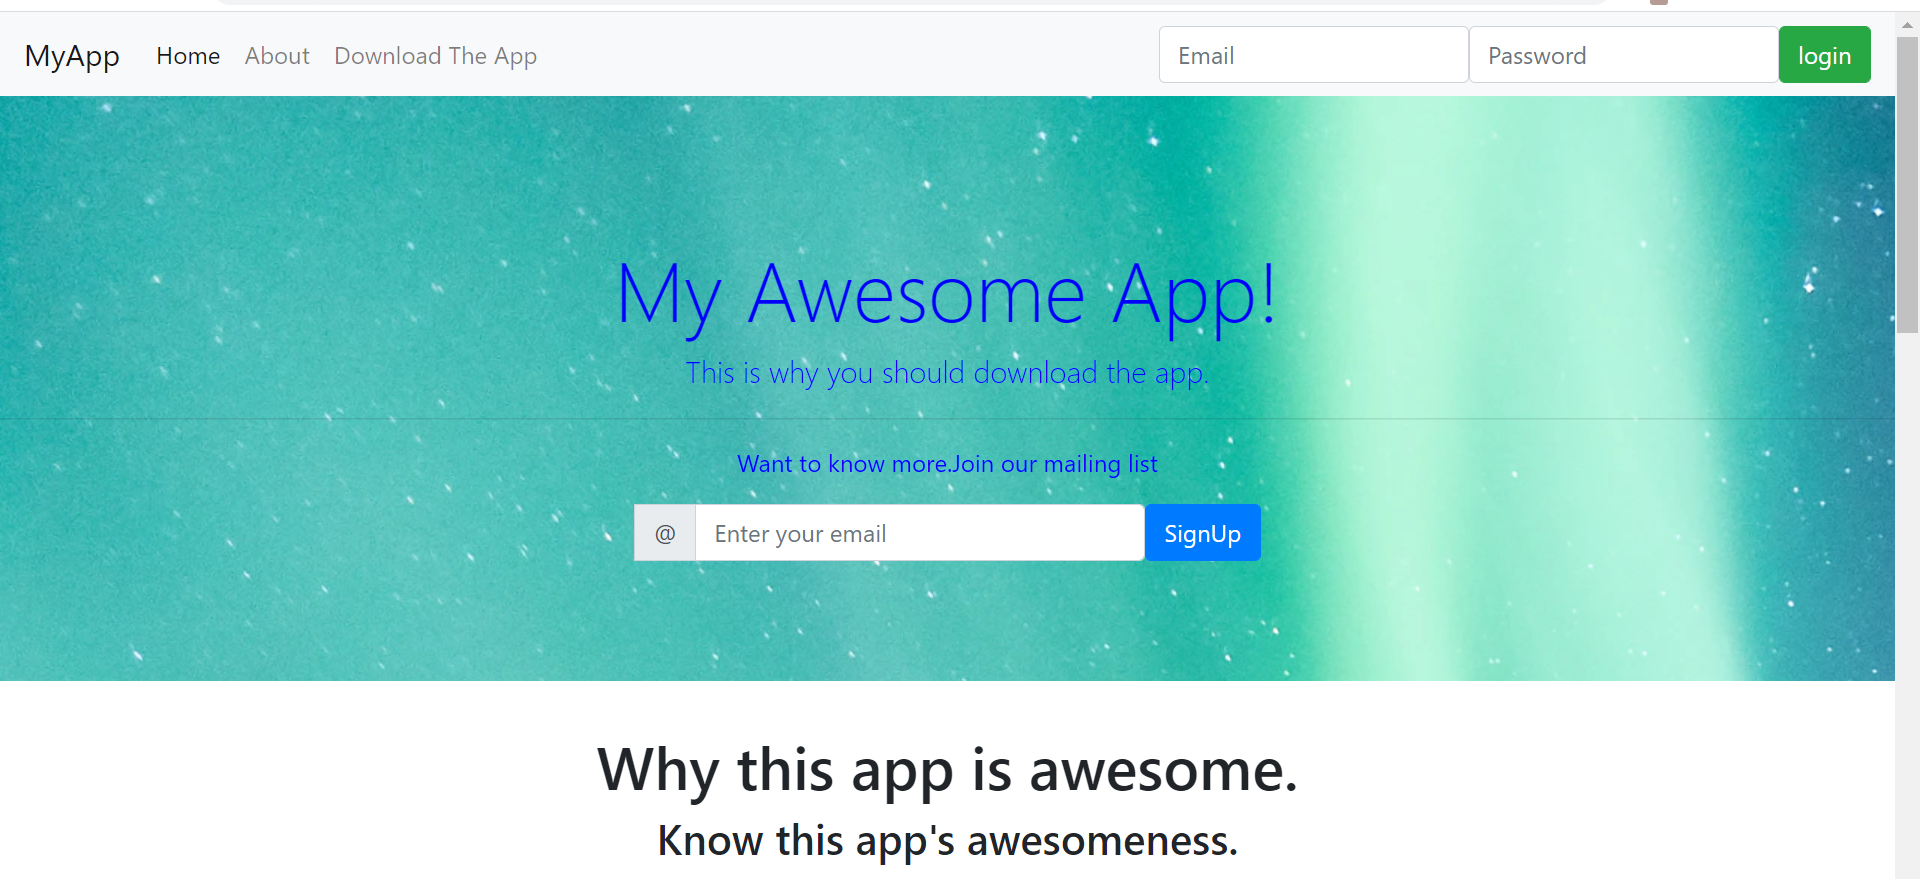 MyApp Home About Download The App Email Password login
My Awesome App!
This is why you should download the app.
Want to know more.Join our mailing list
@ Enter your email SignUp
Why this app is awesome.
Know this app's awesomeness.